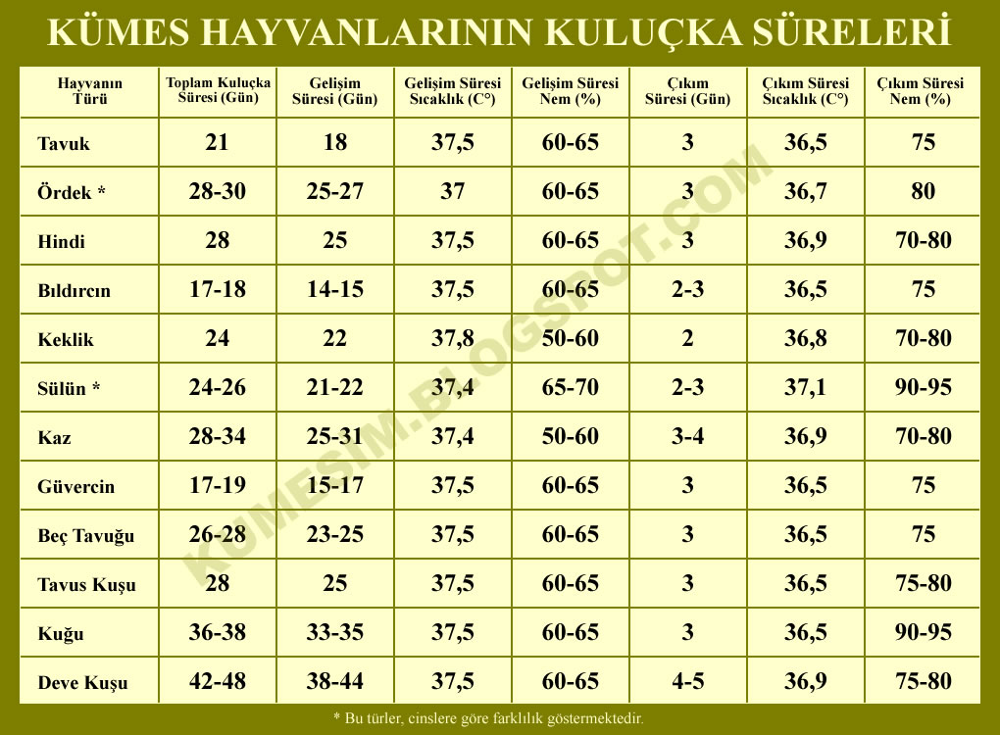 KÜMES HAYVANLARININ KULUÇKA SÜRELERİ
Hayvanın Türü | Toplam Kuluçka Süresi (Gün) | Gelişim Süresi (Gün) | Gelişim Süresi Sıcaklık (C°) | Gelişim Süresi Nem (%) | Çıkım Süresi (Gün) | Çıkım Süresi Sıcaklık (C°) | Çıkım Süresi Nem (%)
Tavuk 21 18 37,5 60-65 3 36,5 75
Ördek * 28-30 25-27 37 60-65 3 36,7 80
Hindi 28 25 37,5 60-65 3 36,9 70-80
Bıldırcın 17-18 14-15 37,5 60-65 2-3 36,5 75
Keklik 24 22 37,8 50-60 2 36,8 70-80
Sülün * 24-26 21-22 37,4 65-70 2-3 37,1 90-95
Kaz 28-34 25-31 37,4 50-60 3-4 36,9 70-80
Güvercin 17-19 15-17 37,5 60-65 3 36,5 75
Beç Tavuğu 26-28 23-25 37,5 60-65 3 36,5 75
Tavus Kuşu 28 25 37,5 60-65 3 36,5 75-80
Kuğu 36-38 33-35 37,5 60-65 3 36,5 90-95
Deve Kuşu 42-48 38-44 37,5 60-65 4-5 36,9 75-80
* Bu türler, cinslere göre farklılık göstermektedir.
KUMESIM.BLOGSPOT.COM